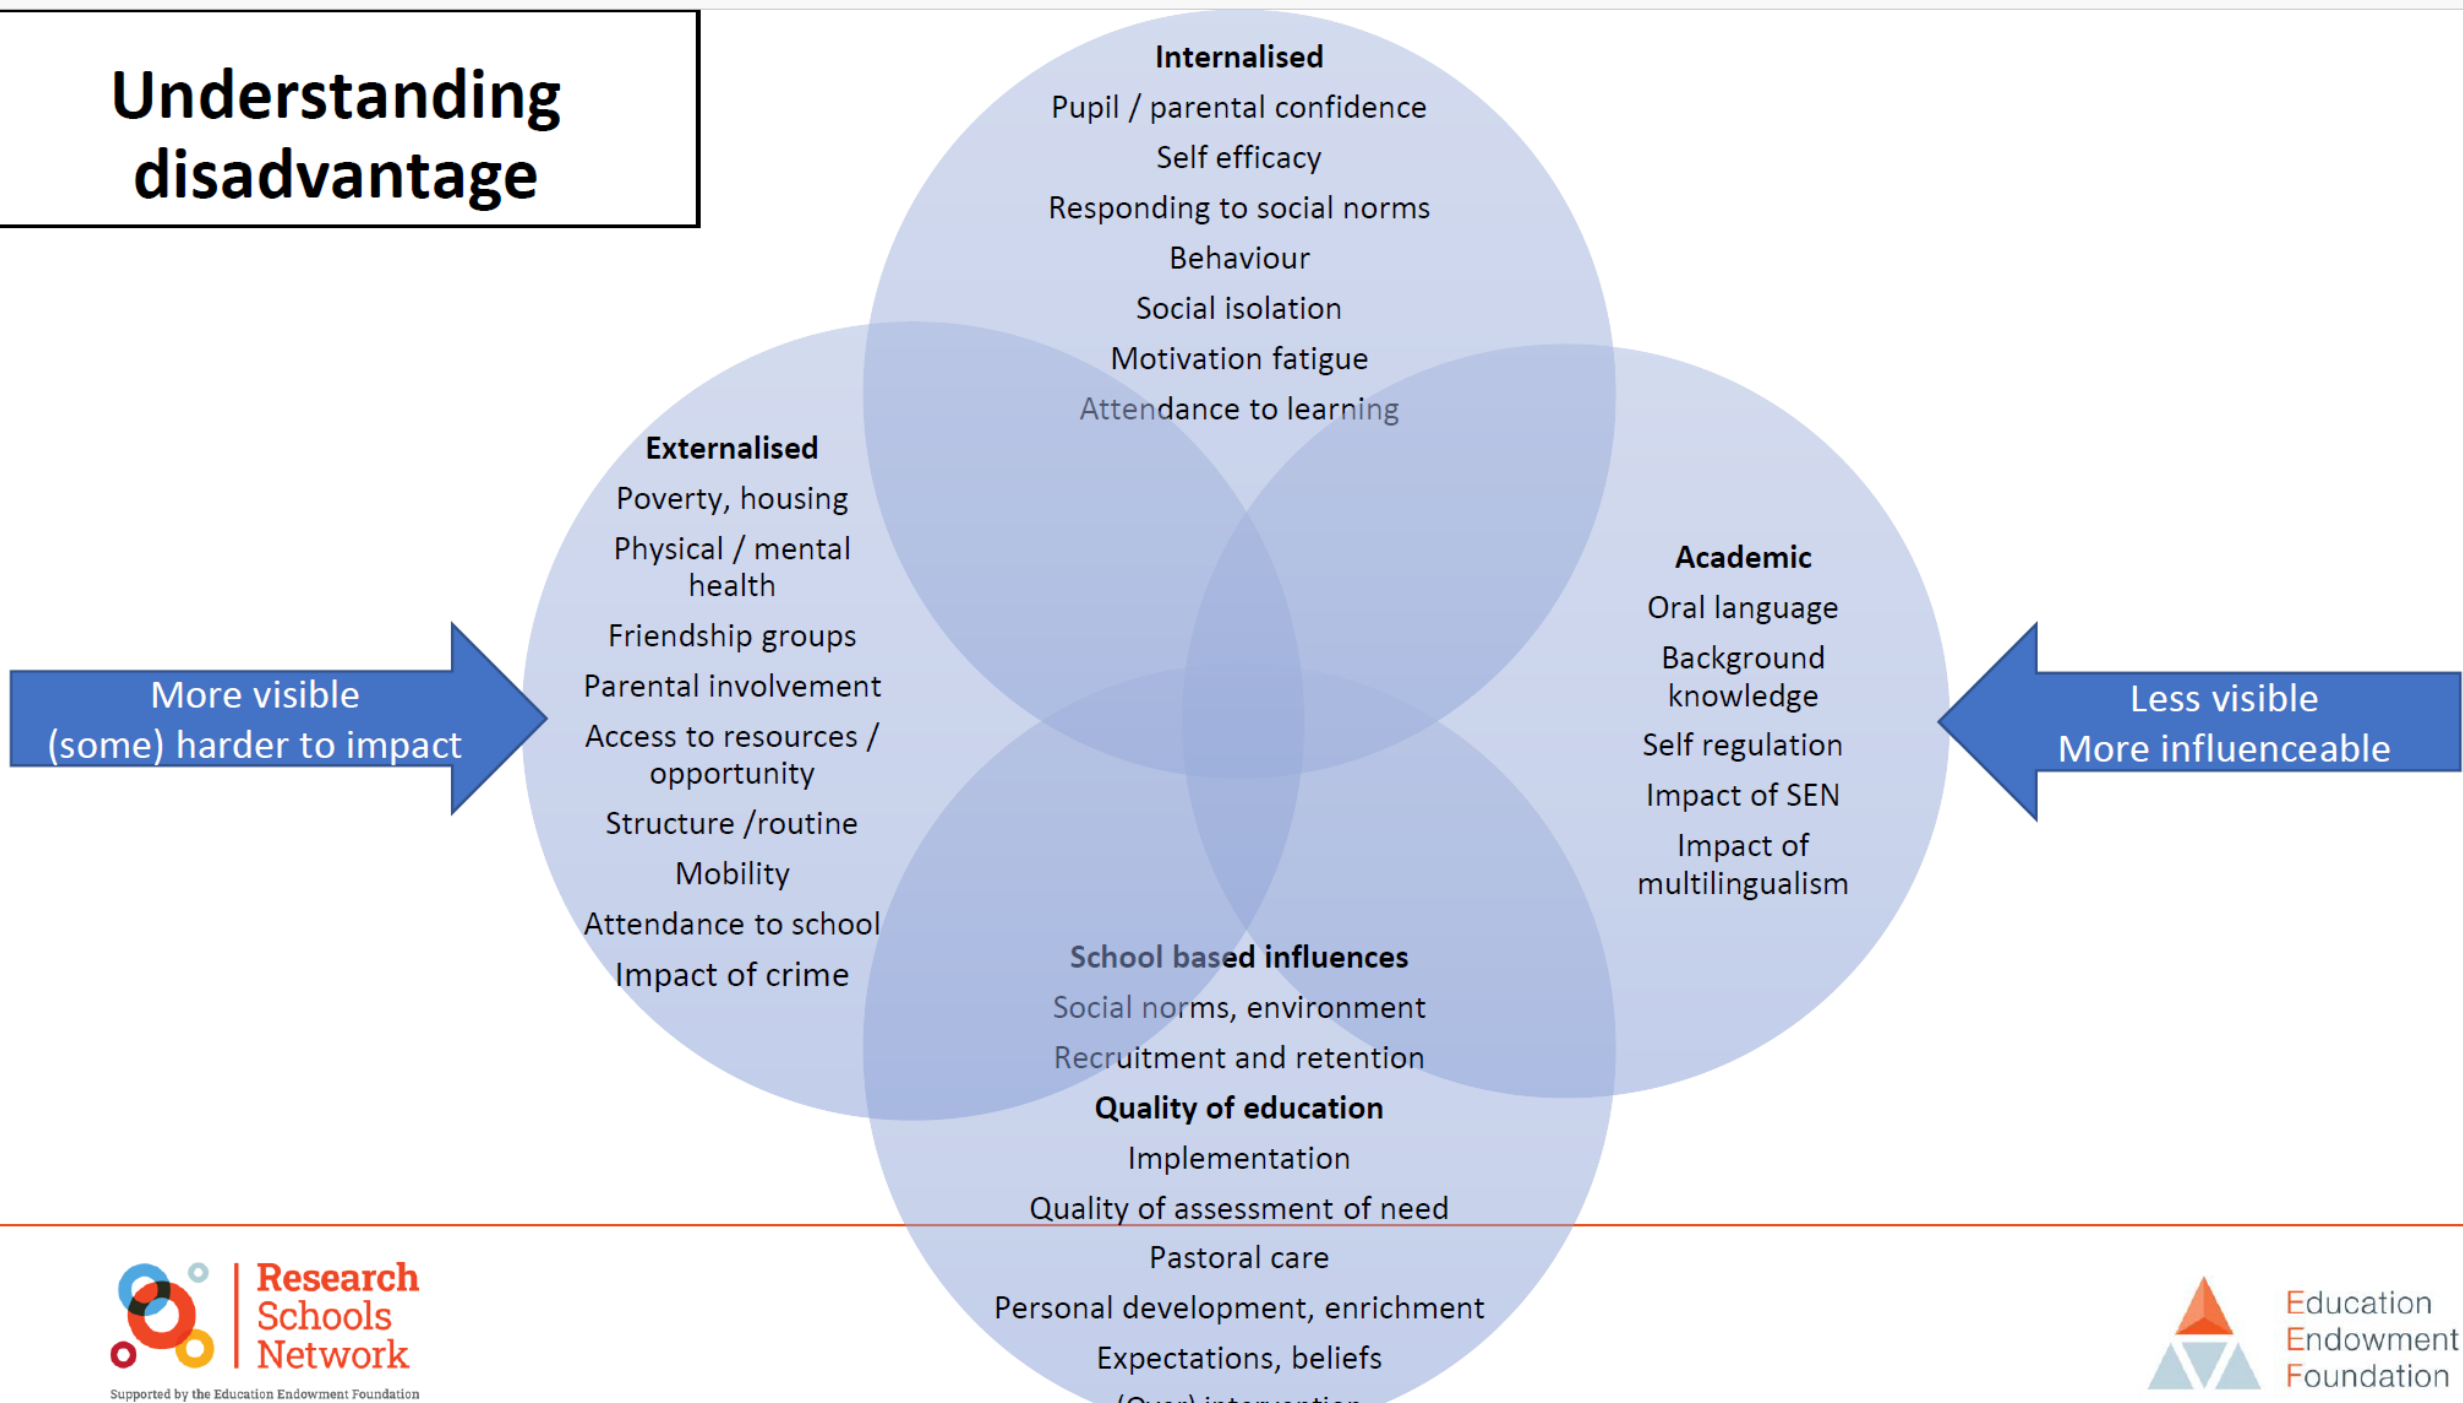 Understanding
disadvantage
Internalised
Pupil / parental confidence
Self efficacy
Responding to social norms
Behaviour
Social isolation
Motivation fatigue
Attendance to learning
Externalised
Poverty, housing
Physical / mental
health
Friendship groups
Parental involvement
Access to resources /
opportunity
Structure /routine
Mobility
Attendance to school
Impact of crime
More visible
(some) harder to impact
Academic
Oral language
Background
knowledge
Self regulation
Impact of SEN
Impact of
multilingualism
Less visible
More influenceable
School based influences
Social norms, environment
Recruitment and retention
Quality of education
Implementation
Quality of assessment of need
Pastoral care
Personal development, enrichment
Expectations, beliefs
(Over) intervention
Research
Schools
Network
Supported by the Education Endowment Foundation
Education
Endowment
Foundation